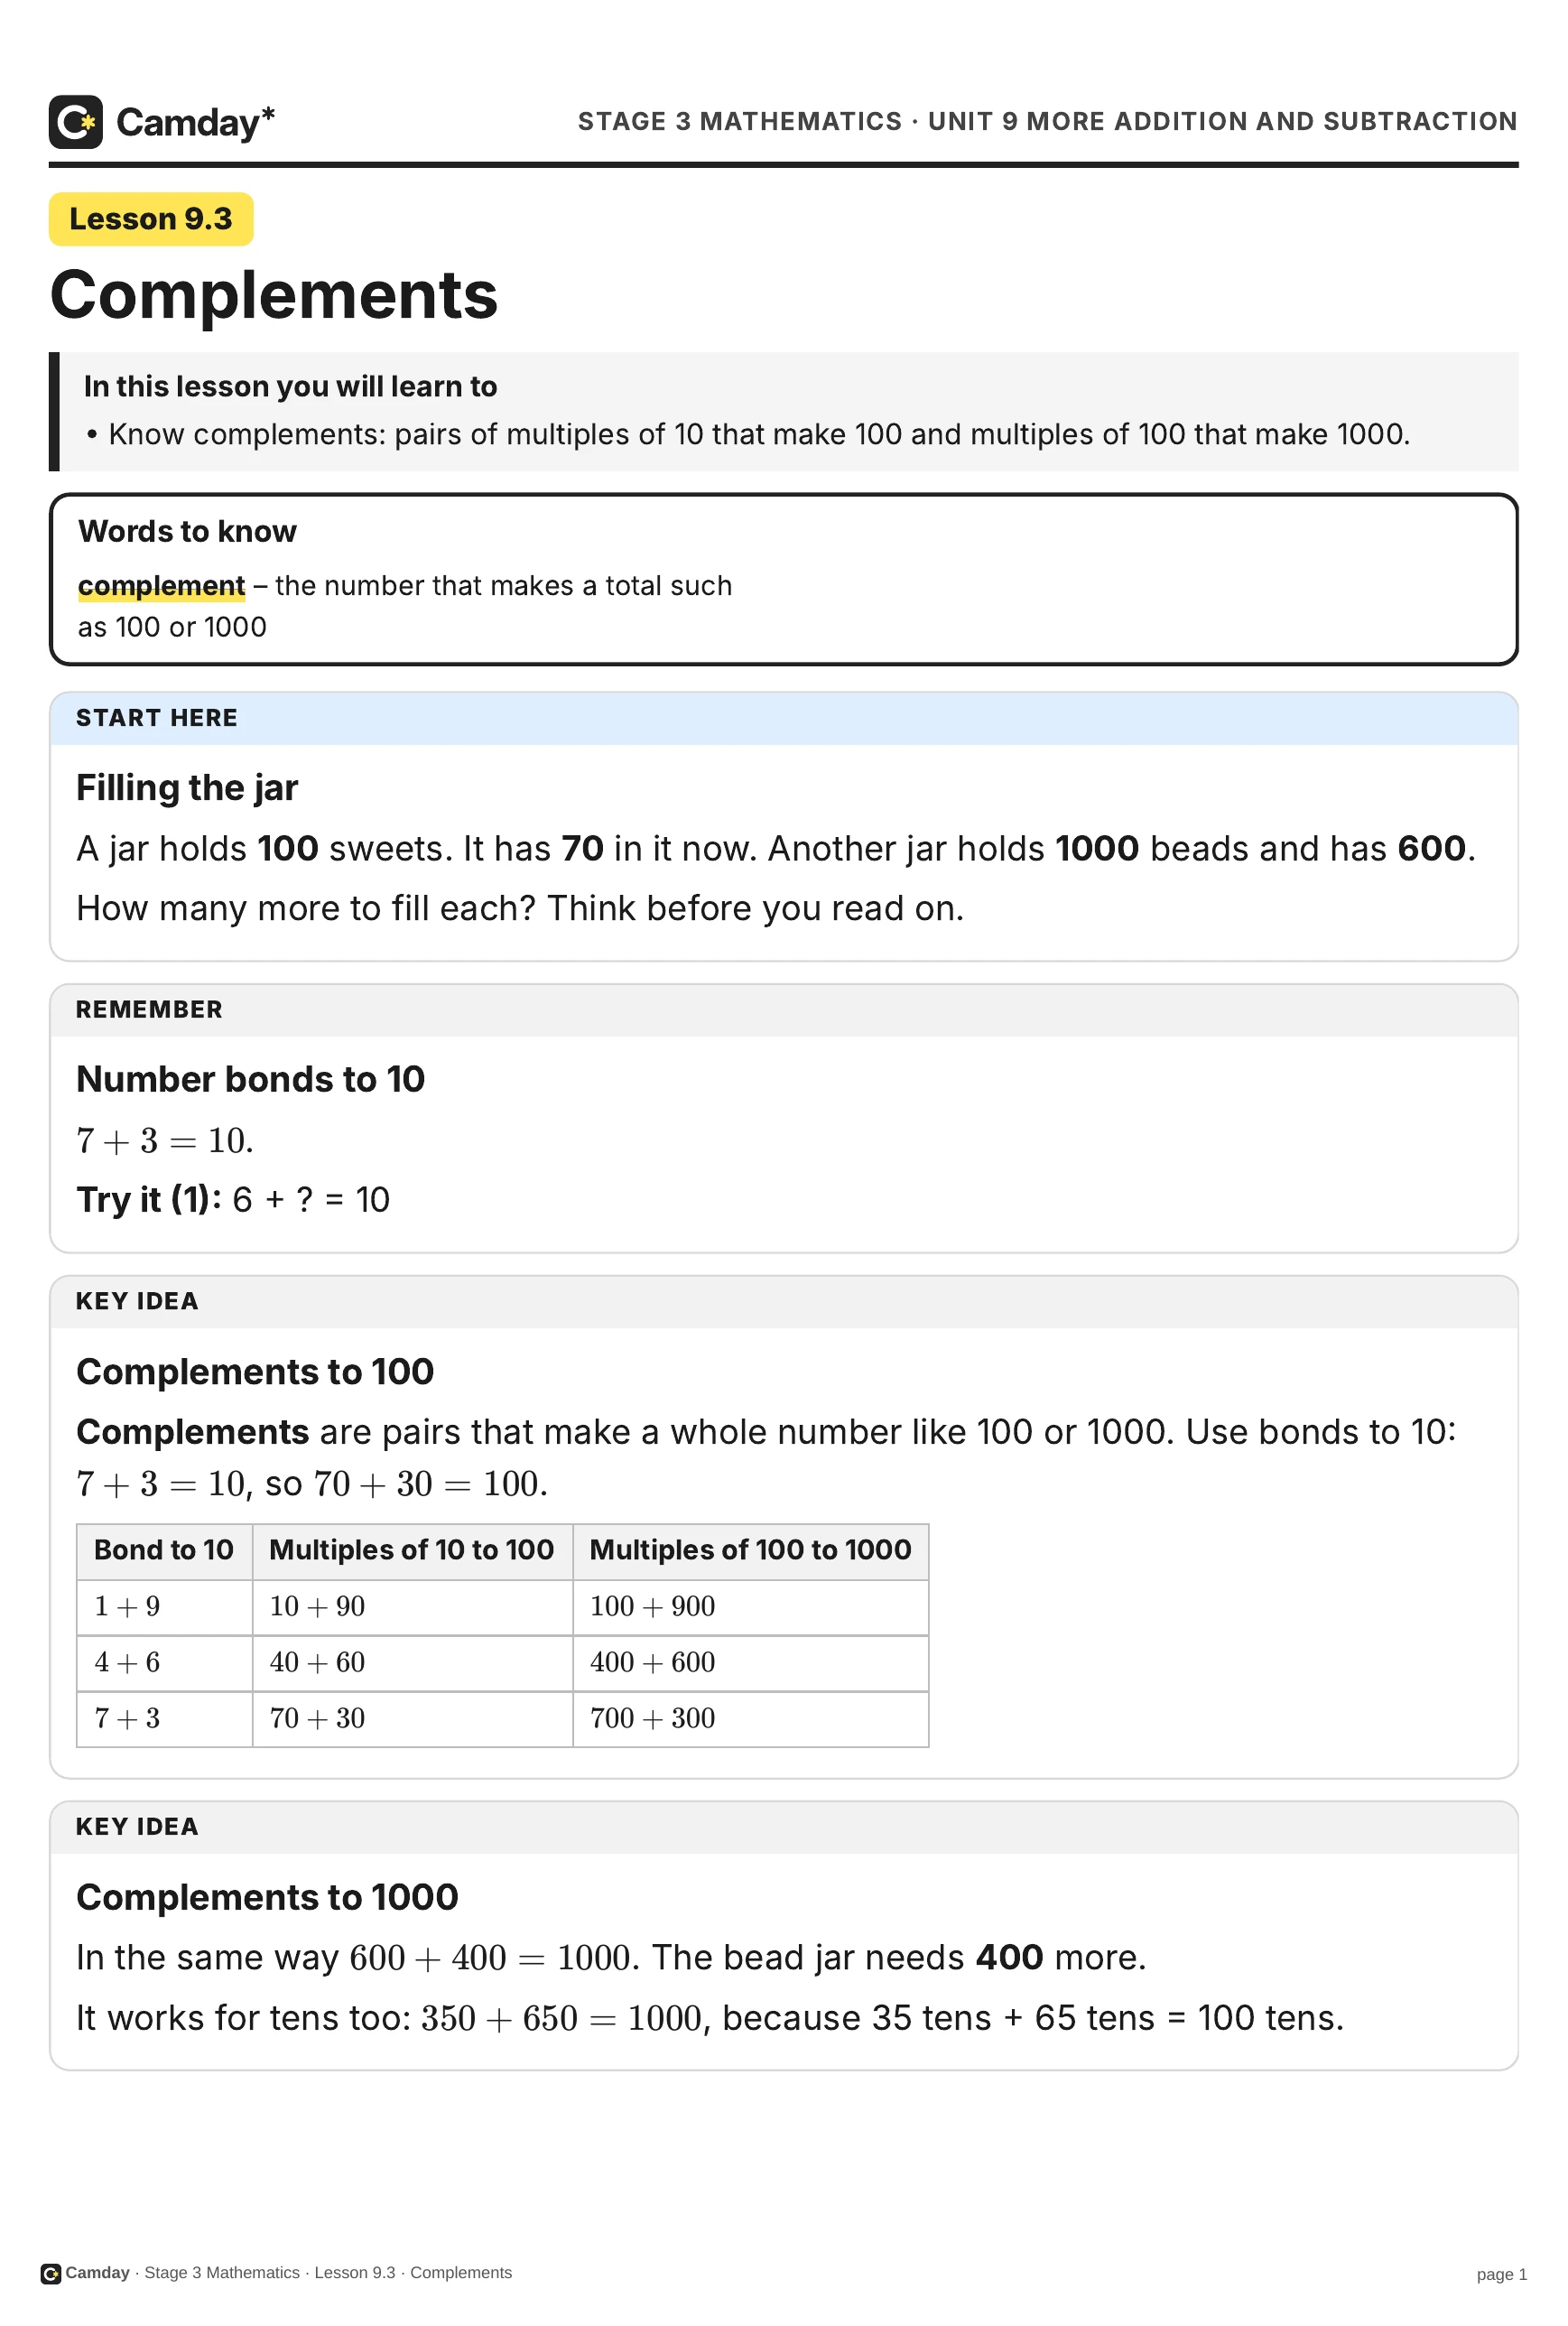 Camday*
STAGE 3 MATHEMATICS · UNIT 9 MORE ADDITION AND SUBTRACTION
Lesson 9.3
Complements
In this lesson you will learn to
• Know complements: pairs of multiples of 10 that make 100 and multiples of 100 that make 1000.
Words to know
complement – the number that makes a total such
as 100 or 1000
START HERE
Filling the jar
A jar holds 100 sweets. It has 70 in it now. Another jar holds 1000 beads and has 600.
How many more to fill each? Think before you read on.
REMEMBER
Number bonds to 10
7 + 3 = 10.
Try it (1): 6 + ? = 10
KEY IDEA
Complements to 100
Complements are pairs that make a whole number like 100 or 1000. Use bonds to 10:
7 + 3 = 10, so 70 + 30 = 100.
Bond to 10 Multiples of 10 to 100 Multiples of 100 to 1000
1 + 9 10 + 90 100 + 900
4 + 6 40 + 60 400 + 600
7 + 3 70 + 30 700 + 300
KEY IDEA
Complements to 1000
In the same way 600 + 400 = 1000. The bead jar needs 400 more.
It works for tens too: 350 + 650 = 1000, because 35 tens + 65 tens = 100 tens.
Camday · Stage 3 Mathematics · Lesson 9.3 · Complements
page 1